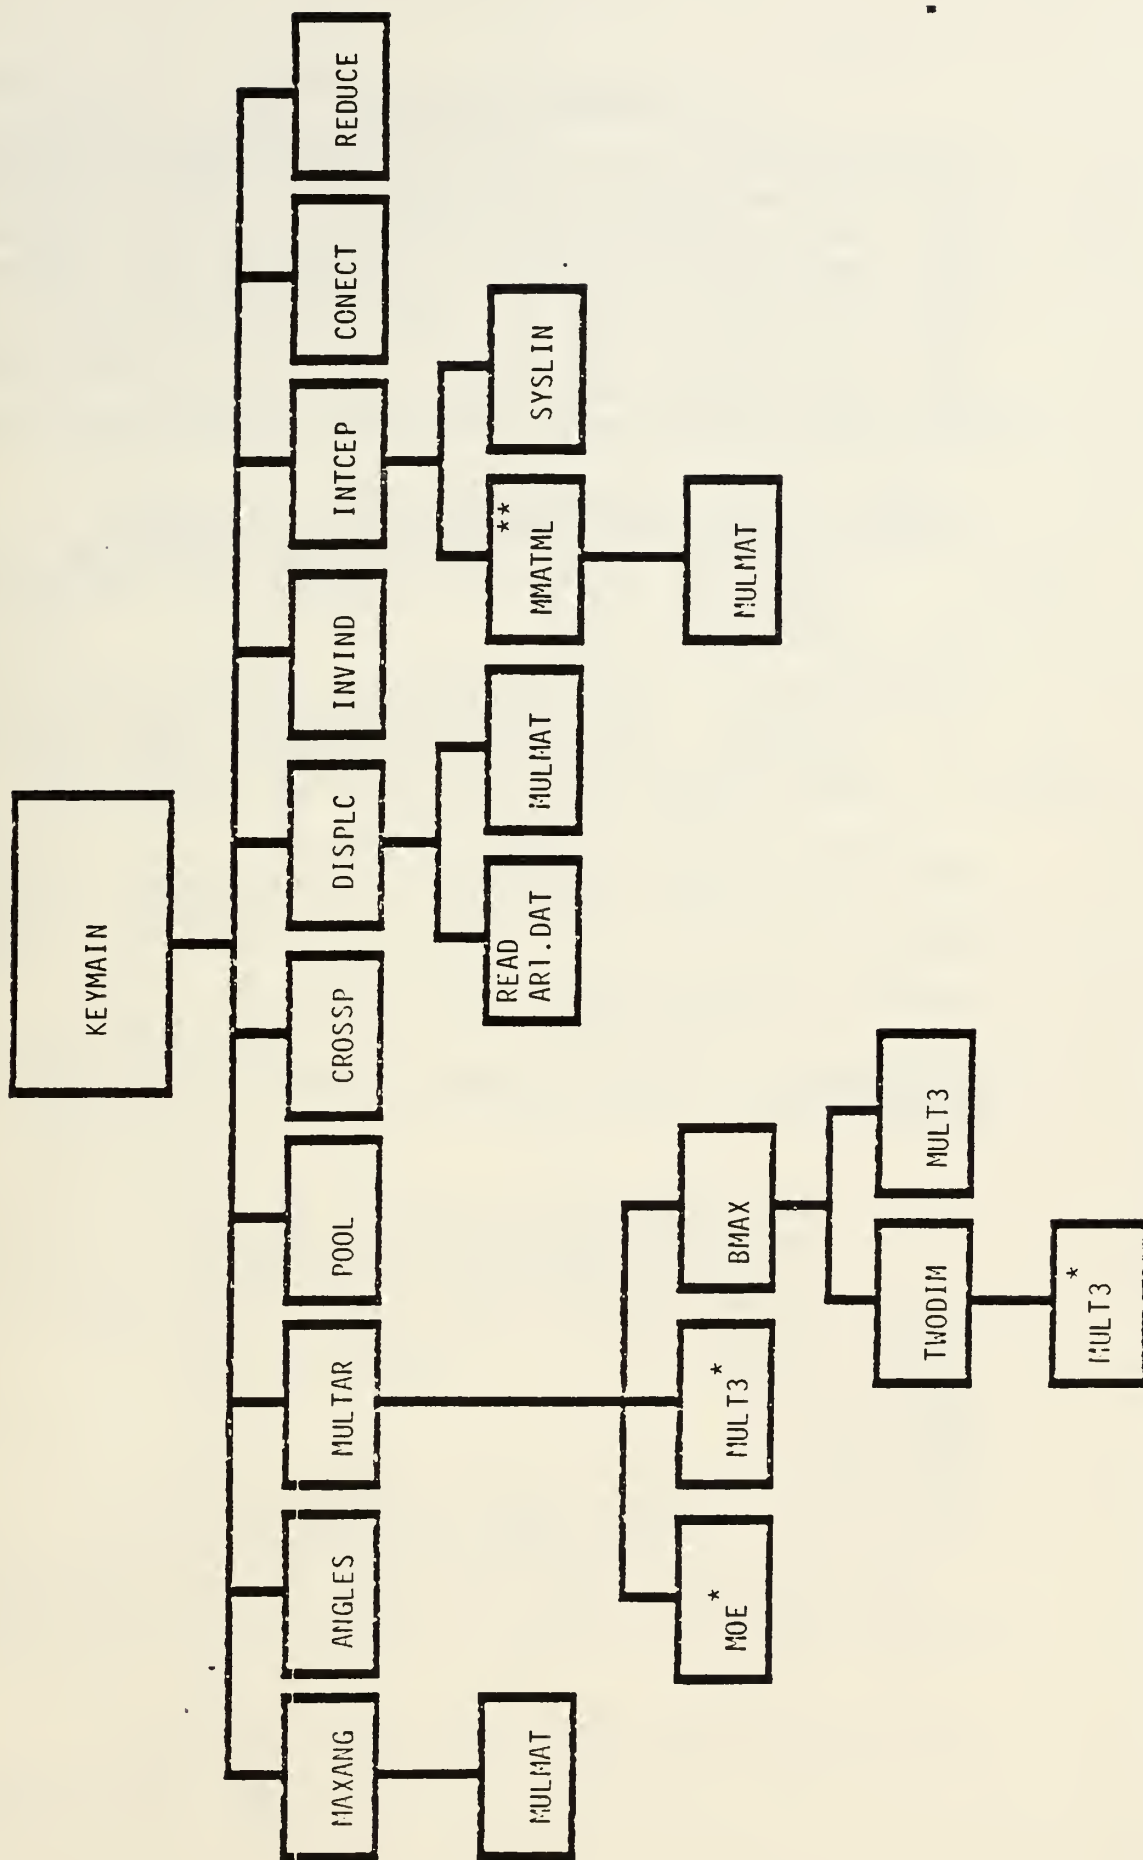 KEYMAIN
MAXANG
ANGLES
MULTAR
POOL
CROSSP
DISPLC
INVIND
INTCEP
CONECT
REDUCE
MULMAT
READ
AR1.DAT
MULMAT
**
MMATML
SYSLIN
MOE*
MULT3*
BMAX
MULMAT
TWODIM
MULT3
*
MULT3